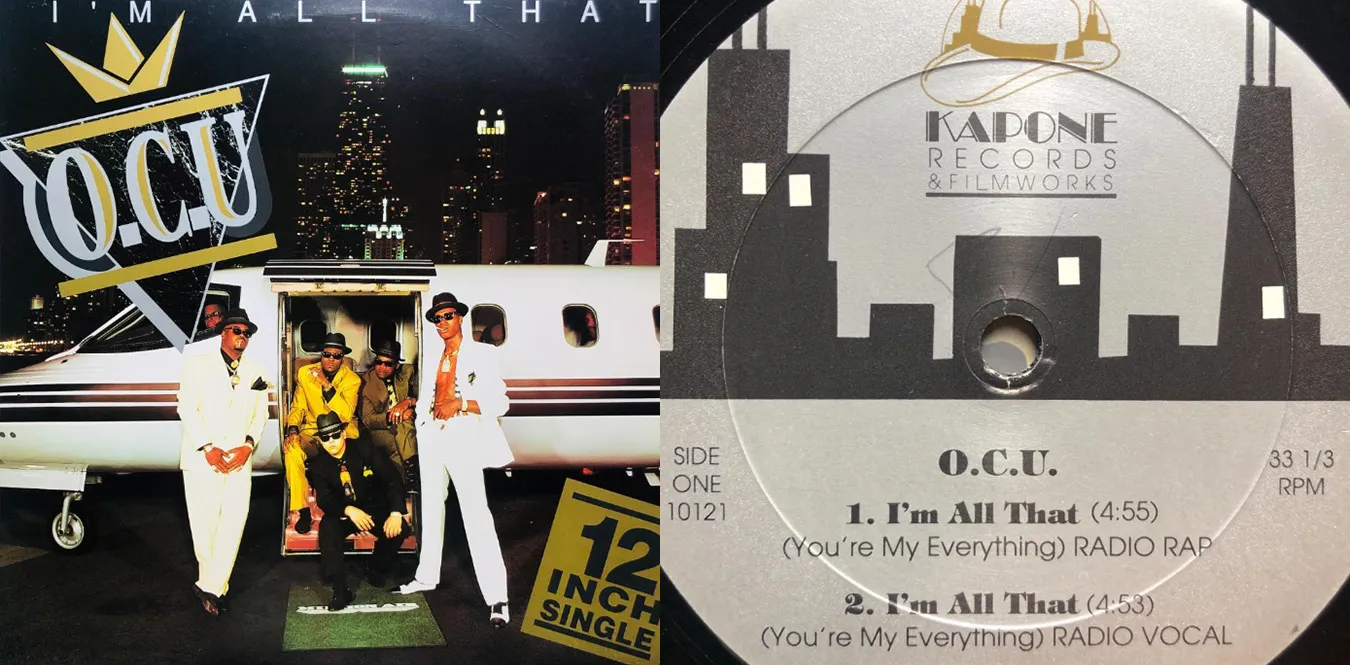 I'M ALL THAT
O.C.U
12
INCH
SINGLE
KAPONE
RECORDS
& FILMWORKS
SIDE
ONE
10121
33 1/3
RPM
O.C.U.
1. I'm All That (4:55)
(You're My Everything) RADIO RAP
2. I'm All That (4:53)
(You're My Everything) RADIO VOCAL